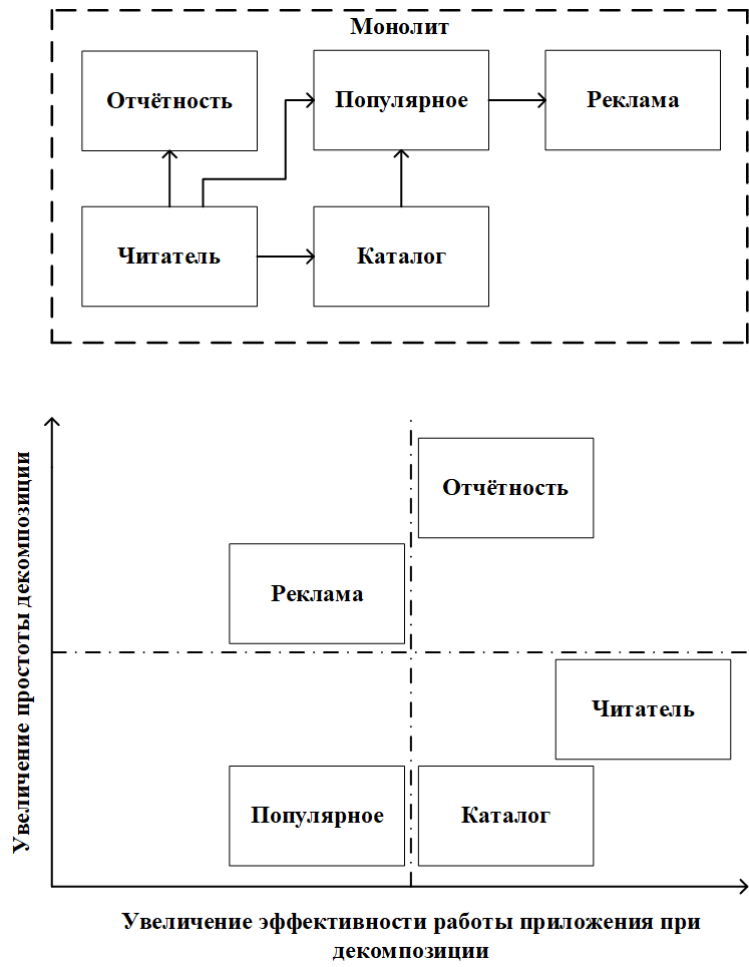 Монолит
Отчётность
Популярное
Реклама
Читатель
Каталог
Увеличение простоты декомпозиции
Отчётность
Реклама
Читатель
Популярное
Каталог
Увеличение эффективности работы приложения при
декомпозиции